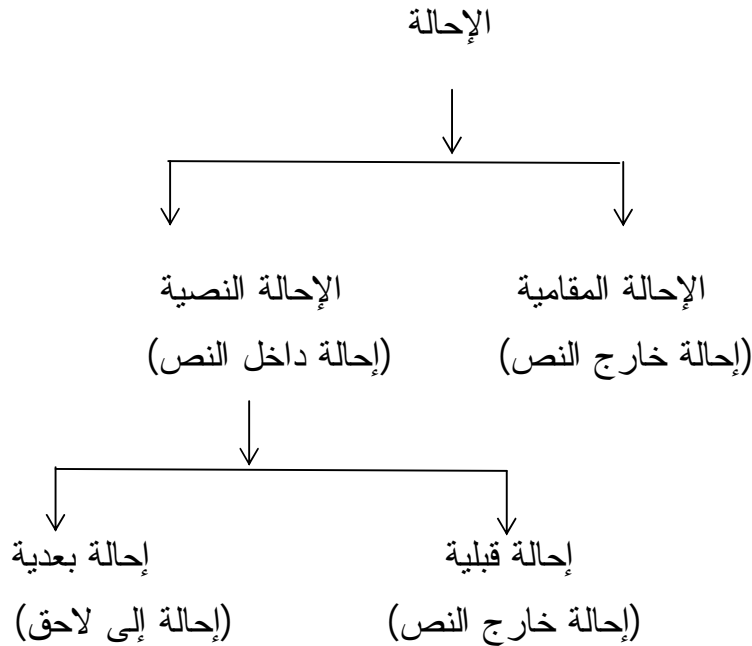 الإحالة
الإحالة المقامية
الإحالة النصية
(إحالة خارج النص)
(إحالة داخل النص)
إحالة قبلية
إحالة بعدية
(إحالة خارج النص)
(إحالة إلى لاحق)